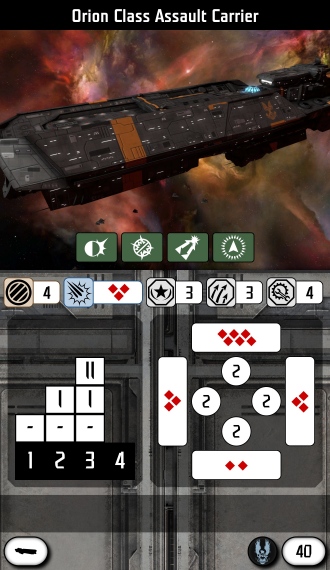 Orion Class Assault Carrier
4 3 3 4
II
I I
- - -
1 2 3 4
2
2 2
2
40